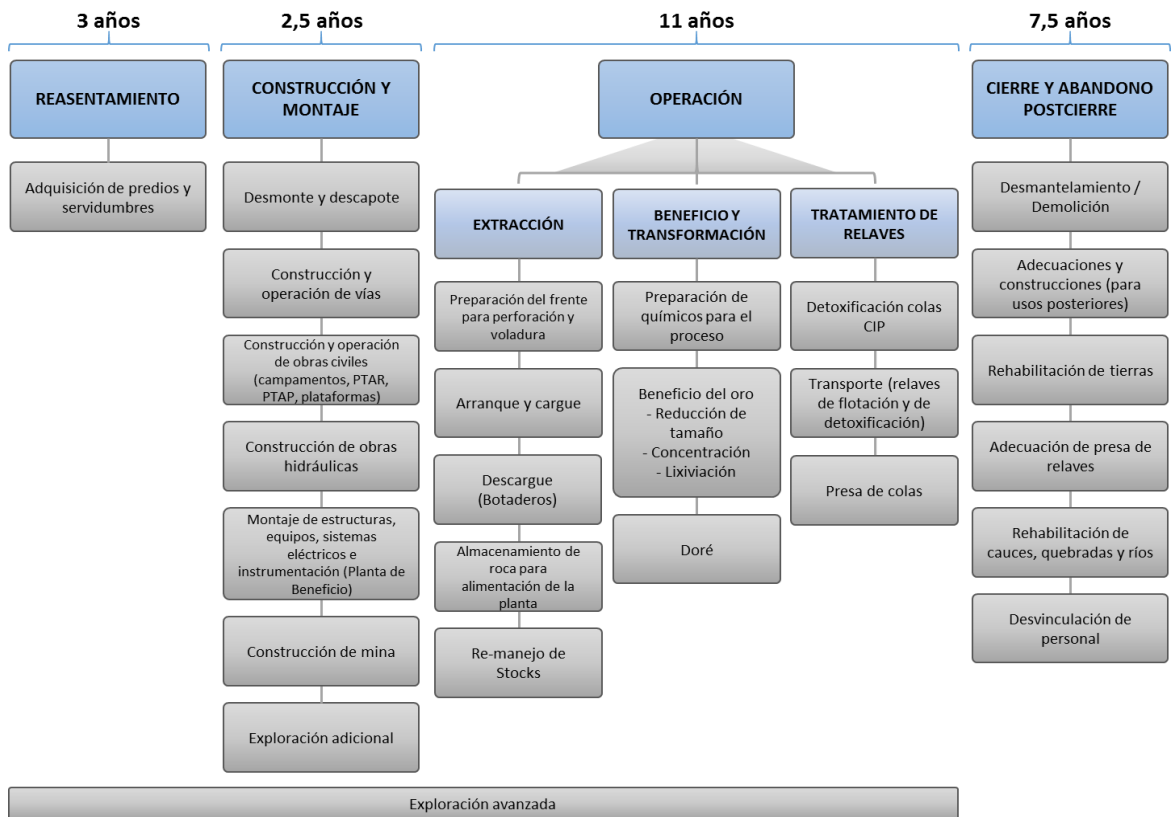 3 años
2,5 años
11 años
7,5 años
REASENTAMIENTO
Adquisición de predios y
servidumbres
CONSTRUCCIÓN Y
MONTAJE
Desmonte y descapote
Construcción y
operación de vías
Construcción y operación
de obras civiles
(campamentos, PTAR,
PTAP, plataformas)
Construcción de obras
hidráulicas
Montaje de estructuras,
equipos, sistemas
eléctricos e
instrumentación (Planta de
Beneficio)
Construcción de mina
Exploración adicional
OPERACIÓN
EXTRACCIÓN
Preparación del frente
para perforación y
voladura
Arranque y cargue
Descargue
(Botaderos)
Almacenamiento de
roca para
alimentación de la
planta
Re-manejo de
Stocks
BENEFICIO Y
TRANSFORMACIÓN
Preparación de
químicos para el
proceso
Beneficio del oro
- Reducción de
tamaño
- Concentración
- Lixiviación
Doré
TRATAMIENTO DE
RELAVES
Detoxificación colas
CIP
Transporte (relaves
de flotación y de
detoxificación)
Presa de colas
CIERRE Y ABANDONO
POSTCIERRE
Desmantelamiento /
Demolición
Adecuaciones y
construcciones (para
usos posteriores)
Rehabilitación de tierras
Adecuación de presa de
relaves
Rehabilitación de
cauces, quebradas y ríos
Desvinculación de
personal
Exploración avanzada